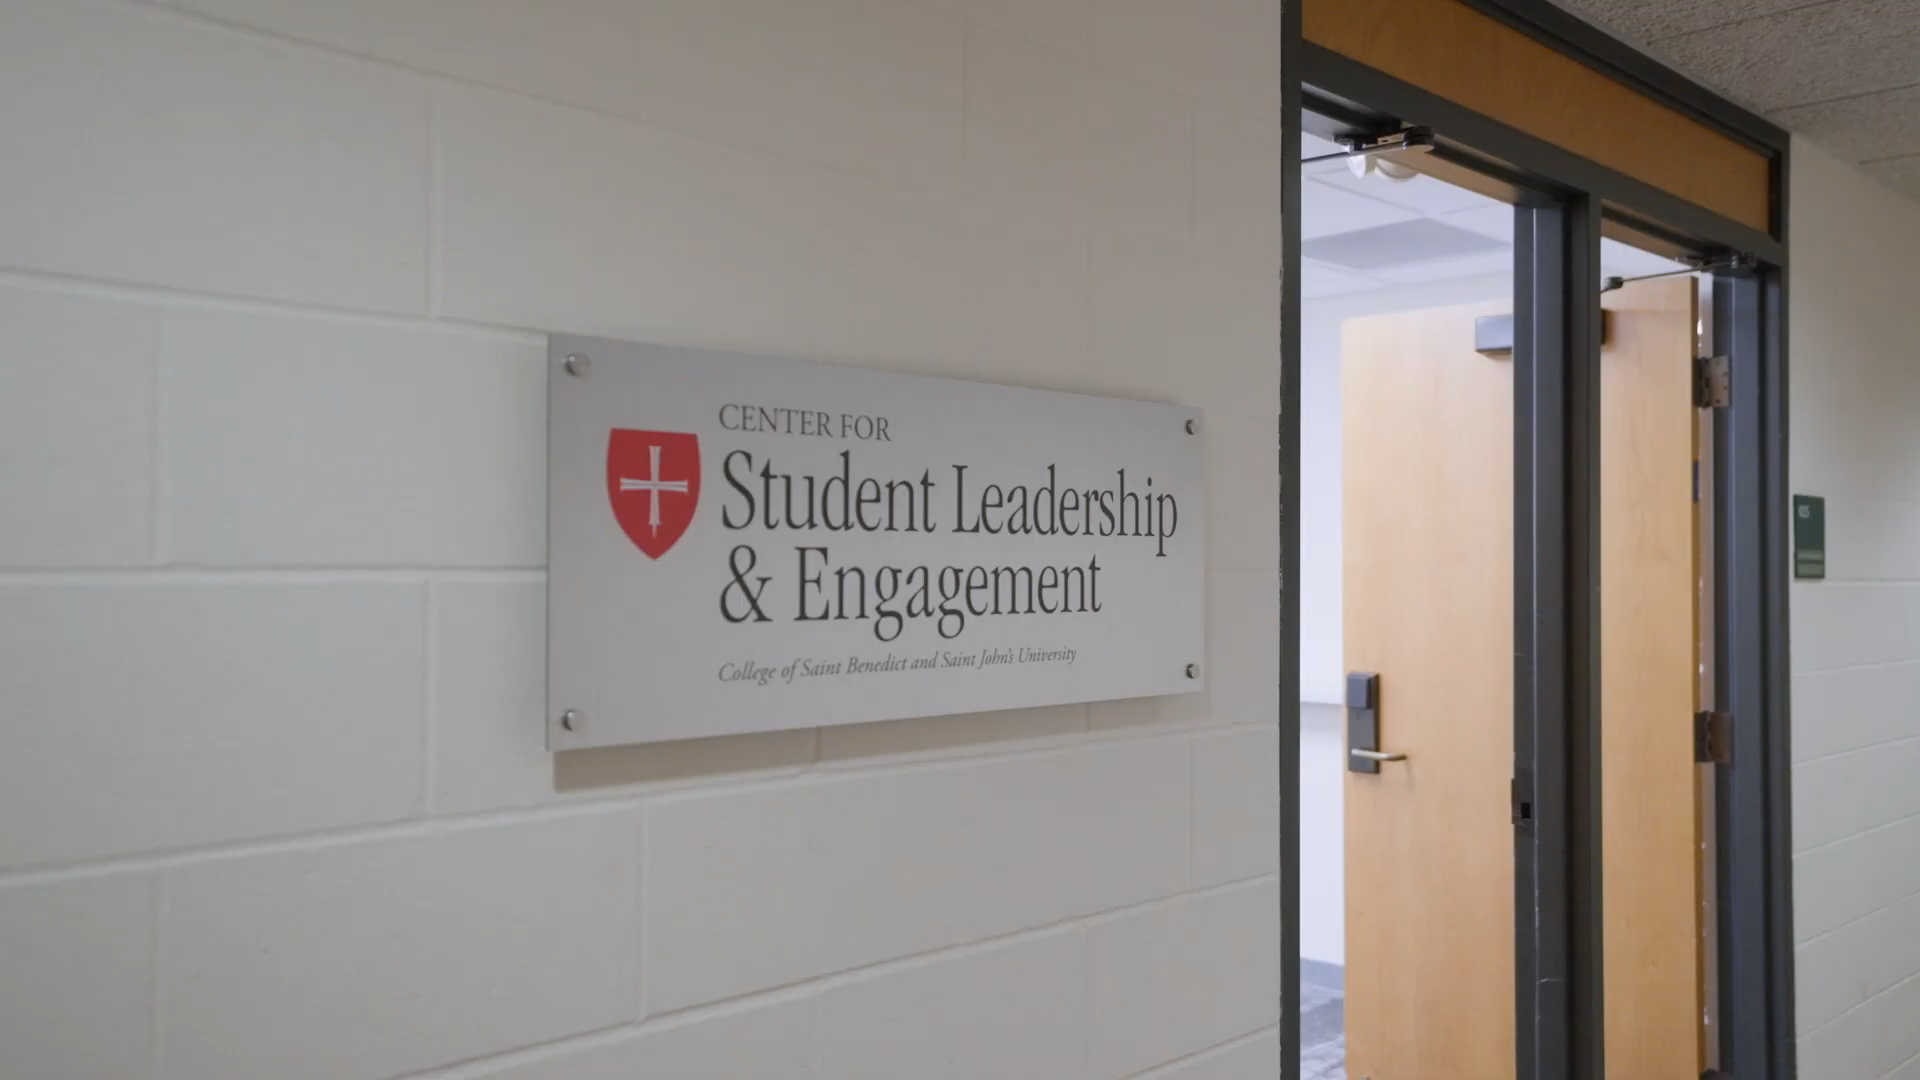 CENTER FOR
Student Leadership
& Engagement
College of Saint Benedict and Saint John's University